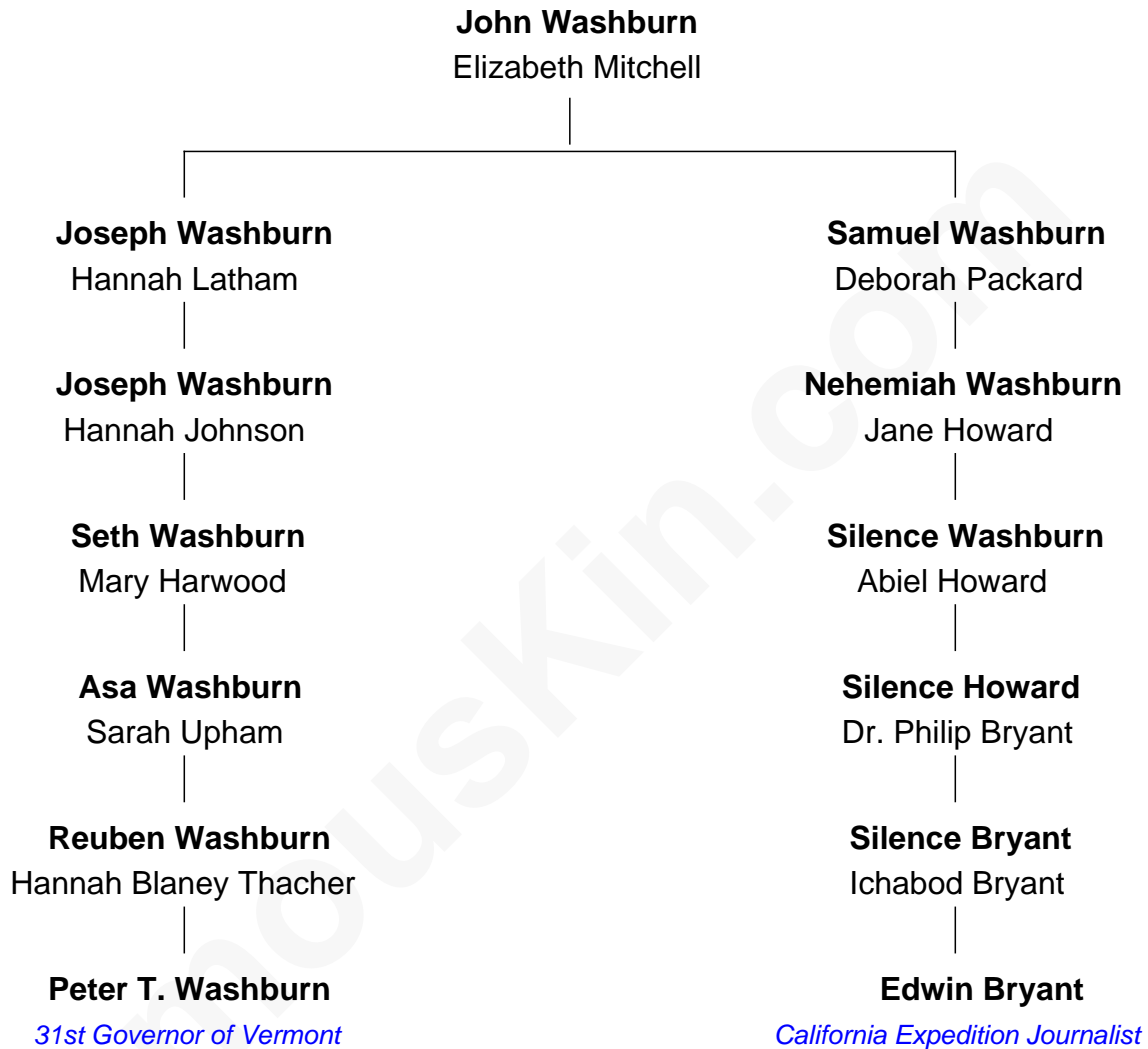 John Washburn
Elizabeth Mitchell
Joseph Washburn
Hannah Latham
Samuel Washburn
Deborah Packard
Joseph Washburn
Hannah Johnson
Nehemiah Washburn
Jane Howard
Seth Washburn
Mary Harwood
Silence Washburn
Abiel Howard
Asa Washburn
Sarah Upham
Silence Howard
Dr. Philip Bryant
Reuben Washburn
Hannah Blaney Thacher
Silence Bryant
Ichabod Bryant
Peter T. Washburn
31st Governor of Vermont
Edwin Bryant
California Expedition Journalist
mouskin.com